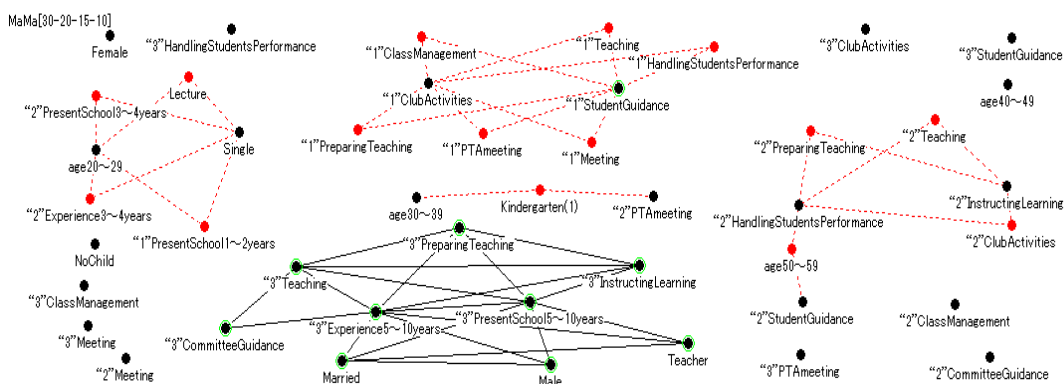 MaMa[30-20-15-10]
Female
“3”HandlingStudentsPerformance
“1”ClassManagement
“1”Teaching
“1”HandlingStudentsPerformance
“3”ClubActivities
“3”StudentGuidance
Lecture
“2”PresentSchool3～4years
“1”ClubActivities
“1”StudentGuidance
age40～49
Single
age20～29
“1”PreparingTeaching
“1”PTAmeeting
“1”Meeting
“2”Teaching
“2”PreparingTeaching
“2”InstructingLearning
“2”Experience3～4years
“1”PresentSchool1～2years
age30～39
Kindergarten(1)
“2”PTAmeeting
“2”HandlingStudentsPerformance
“2”ClubActivities
NoChild
“3”PreparingTeaching
age50～59
“3”Teaching
“3”InstructingLearning
“3”ClassManagement
“3”Experience5～10years
“3”PresentSchool5～10years
“2”StudentGuidance
“2”ClassManagement
“3”Meeting
“3”CommitteeGuidance
Teacher
“2”Meeting
Married
Male
“3”PTAmeeting
“2”CommitteeGuidance